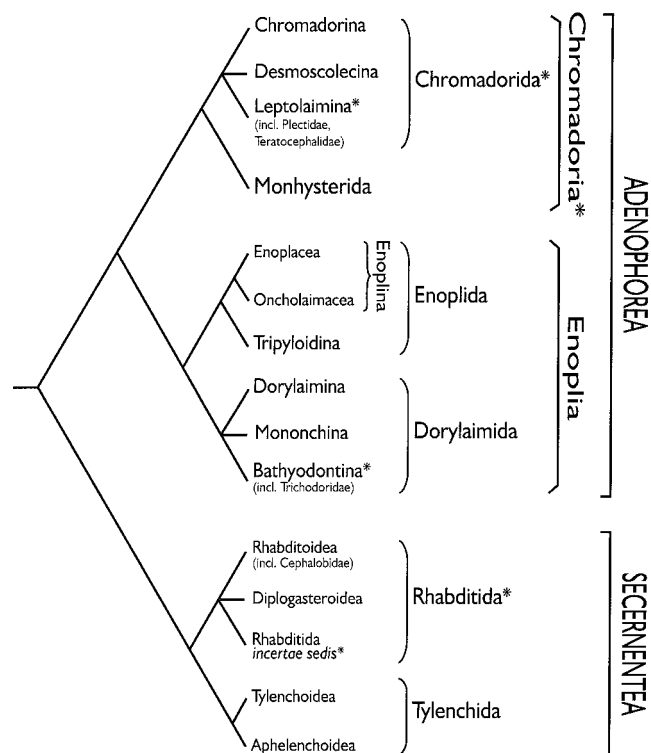 Chromadorina
Desmoscolecina
Leptolaimina*
(incl. Plectidae,
Teratocephalidae)
Monhysterida
Chromadorida*
Chromadoria*
Enoplacea
Oncholaimacea
Enoplina
Tripyloidina
Enoplida
Dorylaimina
Mononchina
Bathyodontina*
(incl. Trichodoridae)
Dorylaimida
Enoplia
ADENOPHOREA
Rhabditoidea
(incl. Cephalobidae)
Diplogasteroidea
Rhabditida
incertae sedis*
Rhabditida*
Tylenchoidea
Aphelenchoidea
Tylenchida
SECERNENTEA